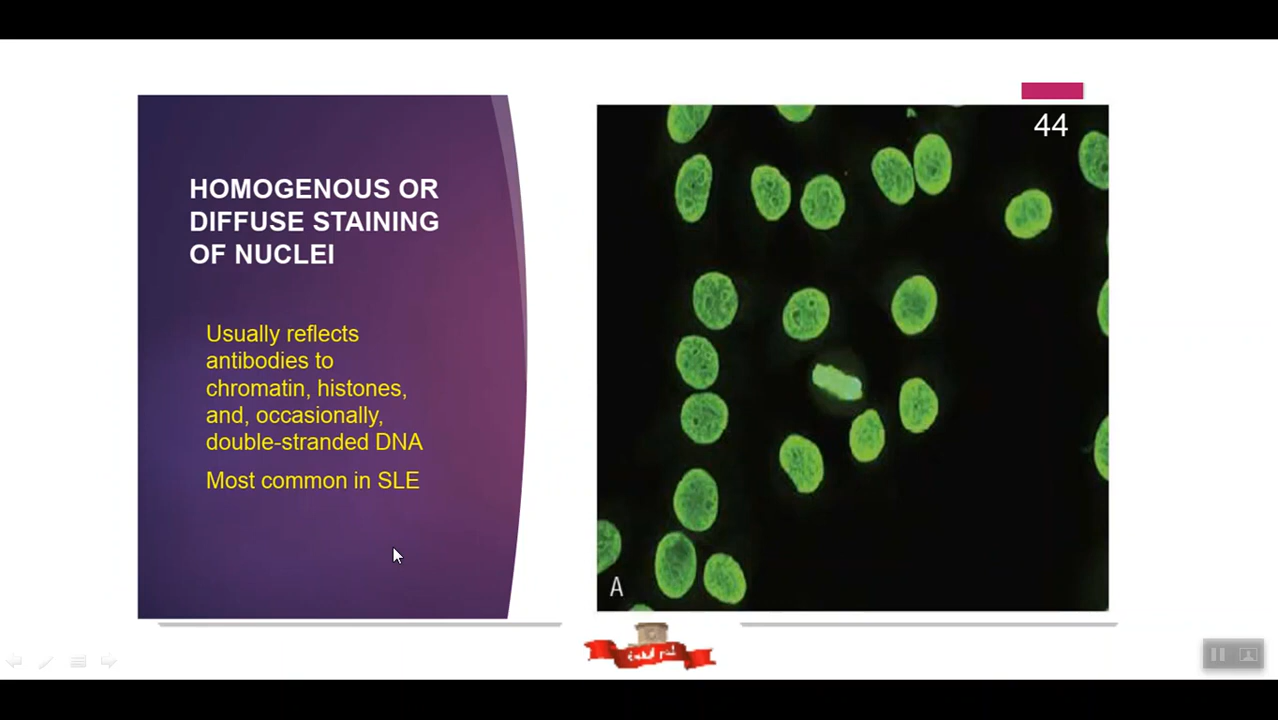 HOMOGENOUS OR
DIFFUSE STAINING
OF NUCLEI
Usually reflects
antibodies to
chromatin, histones,
and, occasionally,
double-stranded DNA
Most common in SLE
44
A